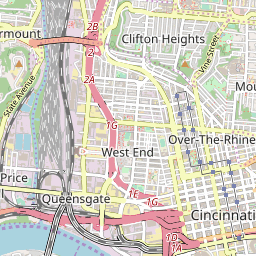 2B
Clifton Heights
rmount
2
Vine Street
2A
State Avenue
Mou
1G
Over-The-Rhine
West End
Price
Queensgate
1E
1G
Cincinnati
1D
1A